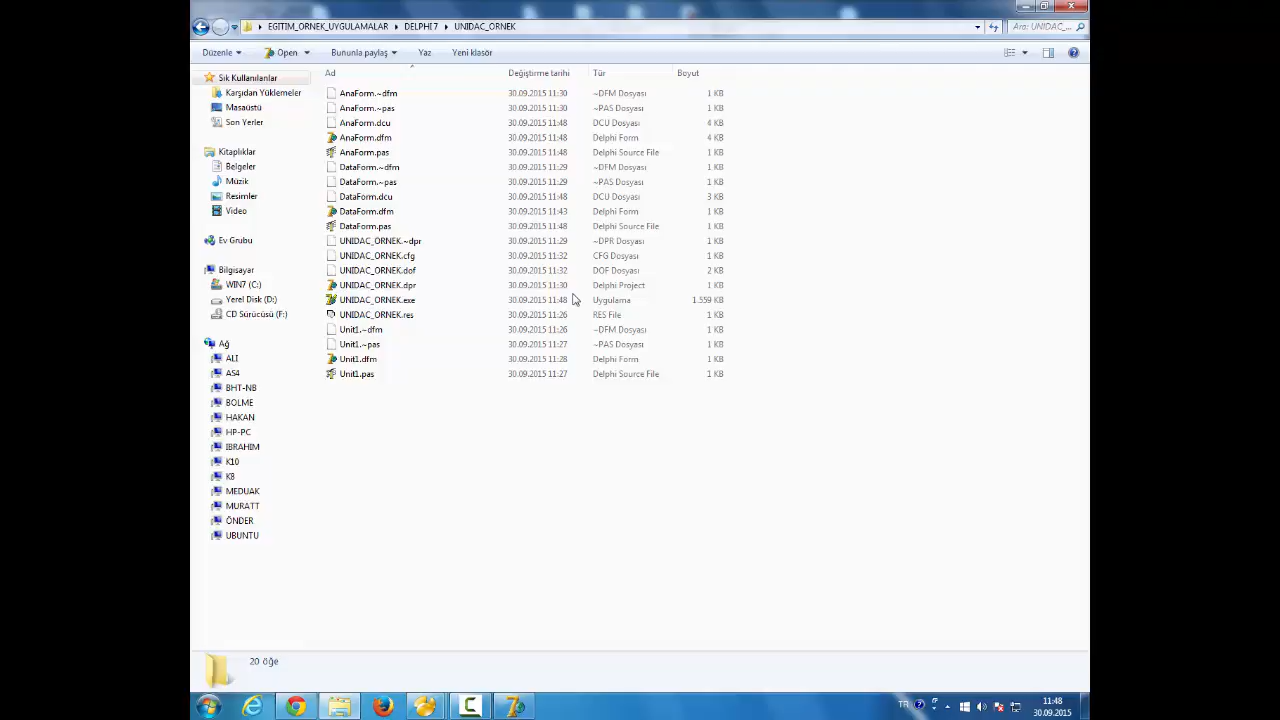 EGITIM_ORNEK_UYGULAMALAR DELPHI7 UNIDAC_ORNEK
Ara: UNIDAC_...
Düzenle Open Bununla paylaş Yaz Yeni klasör
Ad Değiştirme tarihi Tür Boyut
Sık Kullanılanlar
Karşıdan Yüklemeler
Masaüstü
Son Yerler
Kitaplıklar
Belgeler
Müzik
Resimler
Video
Ev Grubu
Bilgisayar
WIN7 (C:)
Yerel Disk (D:)
CD Sürücüsü (F:)
Ağ
ALI
AS4
BHT-NB
BOLME
HAKAN
HP-PC
IBRAHIM
K10
K8
MEDUAK
MURATT
ÖNDER
UBUNTU
AnaForm.~dfm 30.09.2015 11:30 ~DFM Dosyası 1 KB
AnaForm.~pas 30.09.2015 11:30 ~PAS Dosyası 1 KB
AnaForm.dcu 30.09.2015 11:48 DCU Dosyası 4 KB
AnaForm.dfm 30.09.2015 11:48 Delphi Form 4 KB
AnaForm.pas 30.09.2015 11:48 Delphi Source File 1 KB
DataForm.~dfm 30.09.2015 11:29 ~DFM Dosyası 1 KB
DataForm.~pas 30.09.2015 11:29 ~PAS Dosyası 1 KB
DataForm.dcu 30.09.2015 11:48 DCU Dosyası 3 KB
DataForm.dfm 30.09.2015 11:43 Delphi Form 1 KB
DataForm.pas 30.09.2015 11:48 Delphi Source File 1 KB
UNIDAC_ORNEK.~dpr 30.09.2015 11:29 ~DPR Dosyası 1 KB
UNIDAC_ORNEK.cfg 30.09.2015 11:32 CFG Dosyası 1 KB
UNIDAC_ORNEK.dof 30.09.2015 11:32 DOF Dosyası 2 KB
UNIDAC_ORNEK.dpr 30.09.2015 11:30 Delphi Project 1 KB
UNIDAC_ORNEK.exe 30.09.2015 11:48 Uygulama 1.559 KB
UNIDAC_ORNEK.res 30.09.2015 11:26 RES File 1 KB
Unit1.~dfm 30.09.2015 11:26 ~DFM Dosyası 1 KB
Unit1.~pas 30.09.2015 11:27 ~PAS Dosyası 1 KB
Unit1.dfm 30.09.2015 11:28 Delphi Form 1 KB
Unit1.pas 30.09.2015 11:27 Delphi Source File 1 KB
20 öğe
TR
11:48
30.09.2015